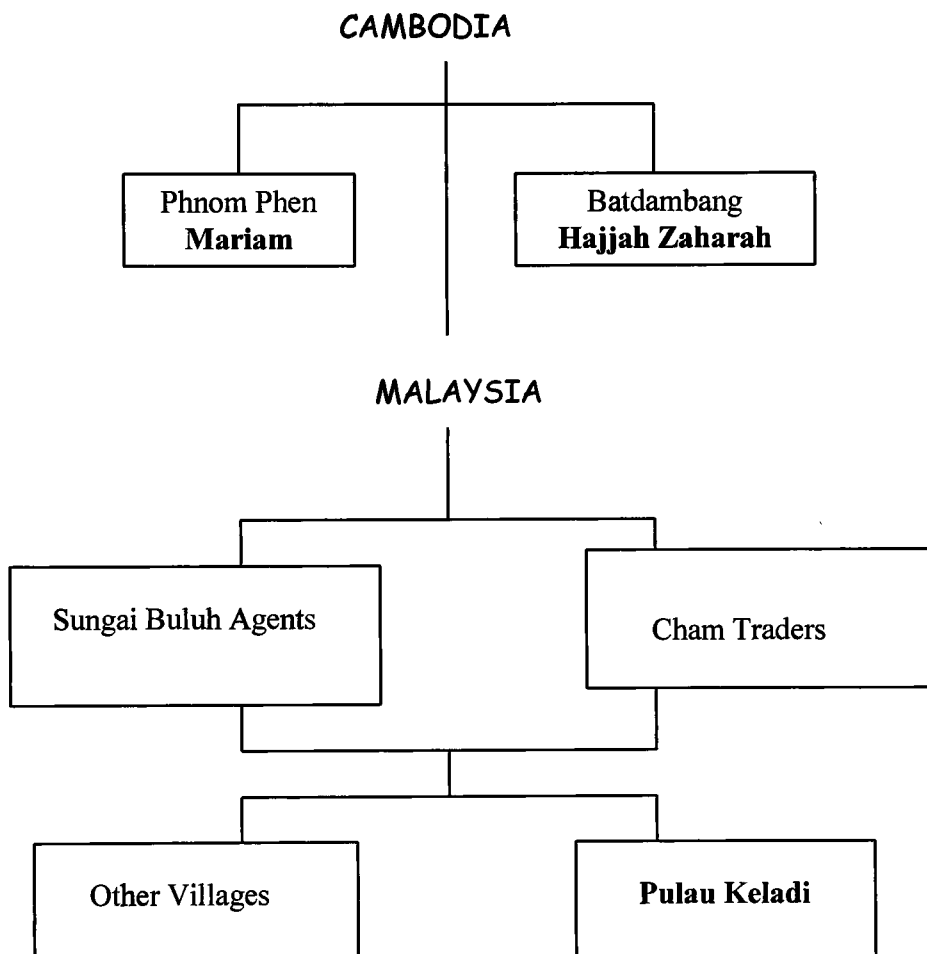 CAMBODIA
Phnom Phen
Mariam
Batdambang
Hajjah Zaharah
MALAYSIA
Sungai Buluh Agents
Cham Traders
Other Villages
Pulau Keladi